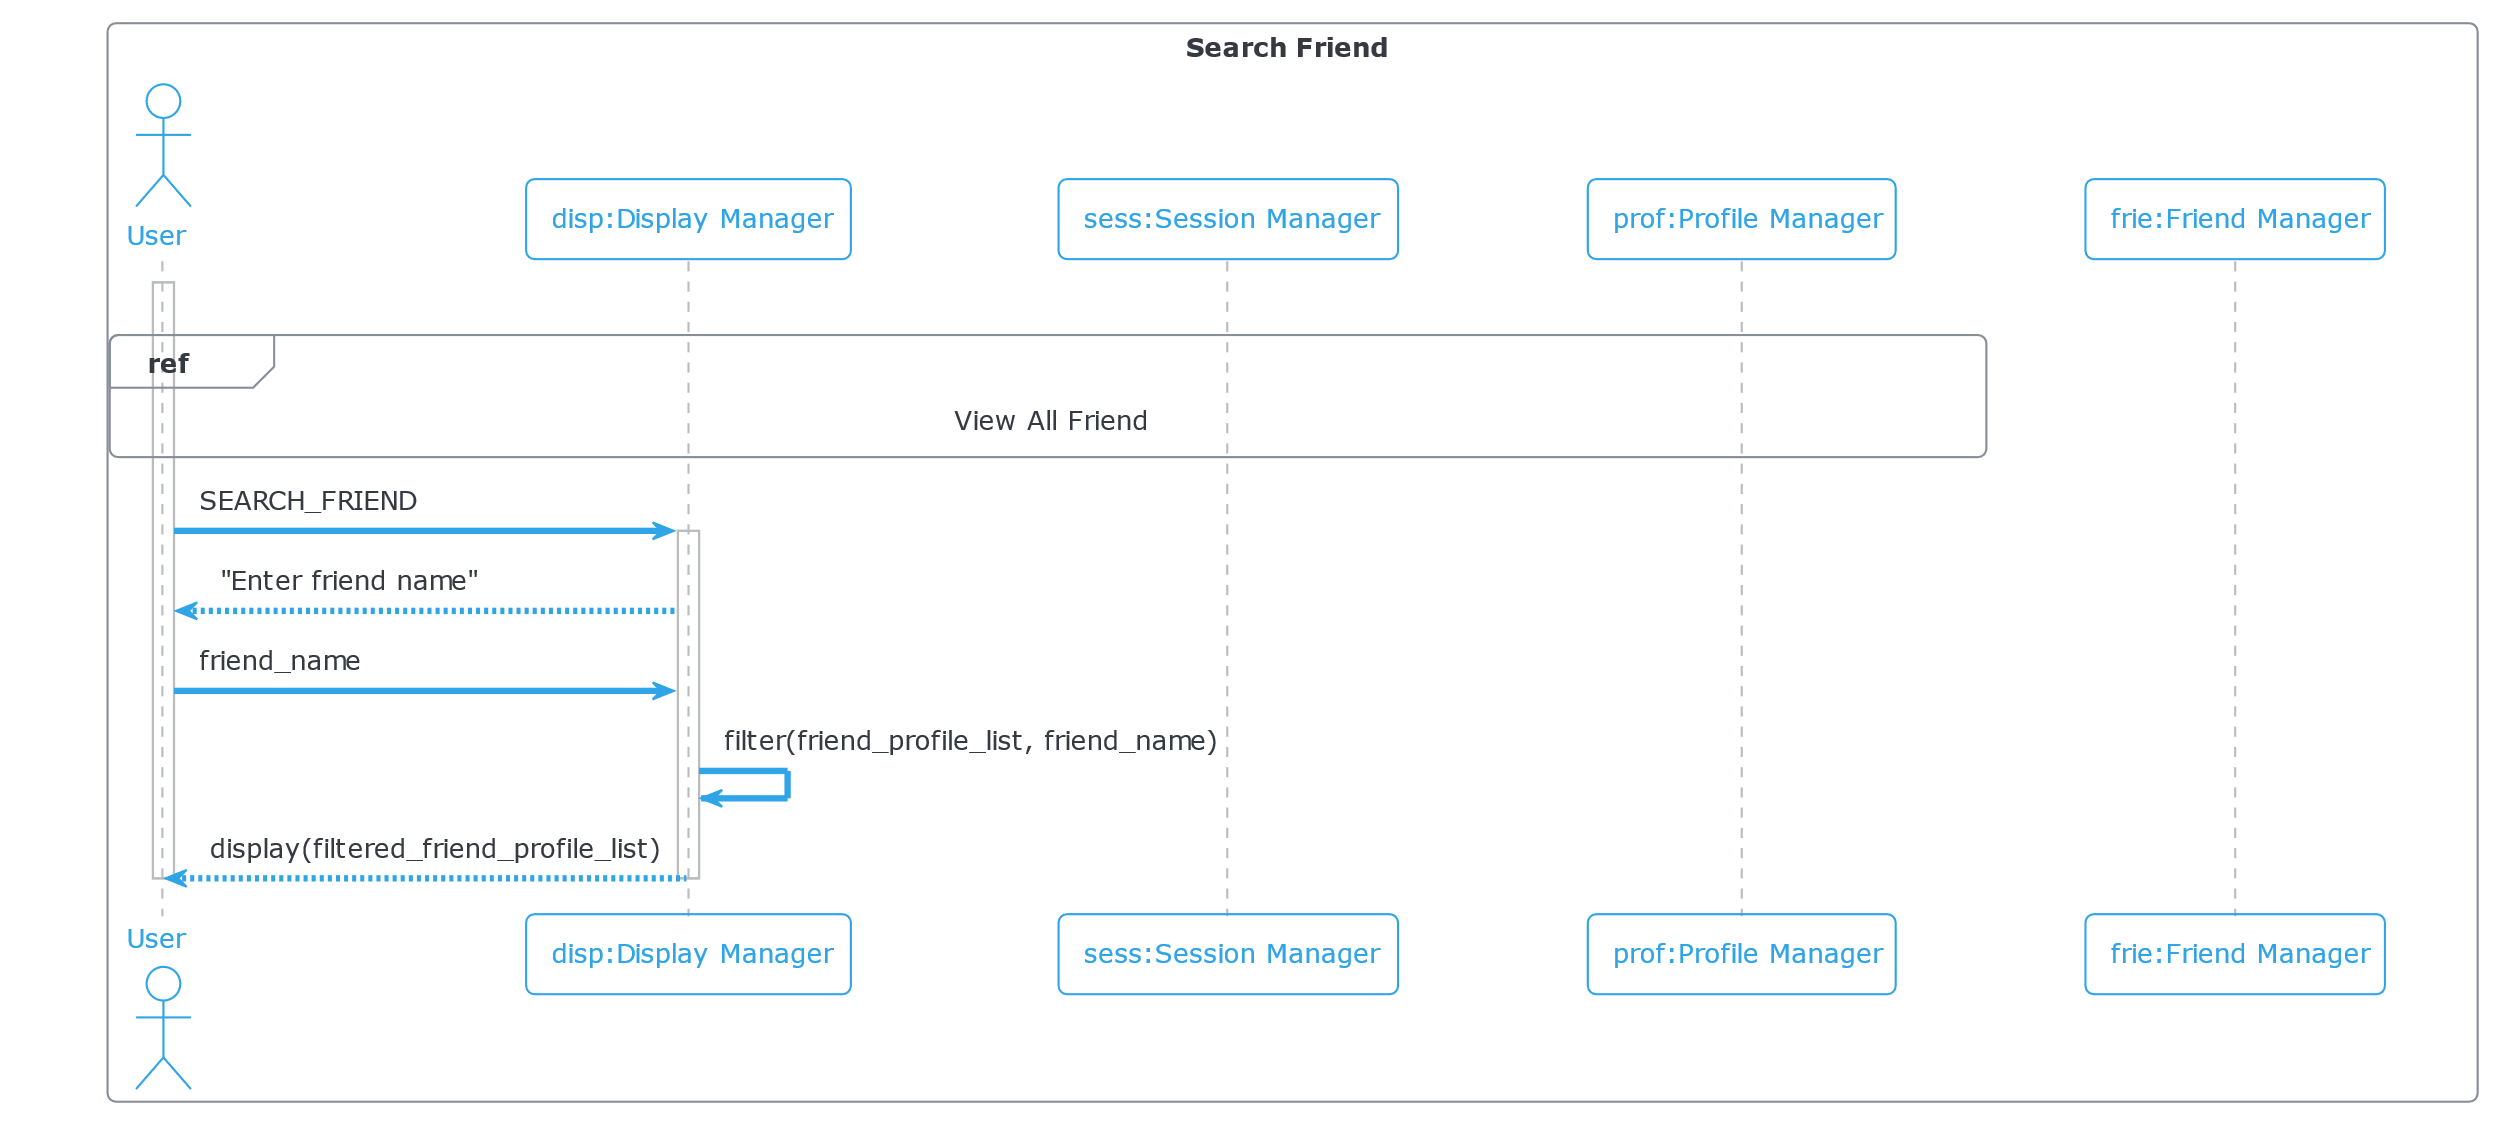 Search Friend
User
disp:Display Manager
sess:Session Manager
prof:Profile Manager
frie:Friend Manager
ref
View All Friend
SEARCH_FRIEND
"Enter friend name"
friend_name
filter(friend_profile_list, friend_name)
display(filtered_friend_profile_list)
User
disp:Display Manager
sess:Session Manager
prof:Profile Manager
frie:Friend Manager